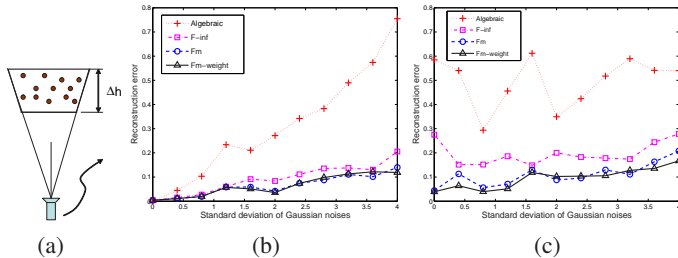 Δh
(a)
Reconstruction error
0.8
0.7
0.6
0.5
0.4
0.3
0.2
0.1
0
Algebraic
F−inf
Fm
Fm−weight
0 0.5 1 1.5 2 2.5 3 3.5 4
Standard deviation of Gaussian noises
(b)
Reconstruction error
0.8
0.7
0.6
0.5
0.4
0.3
0.2
0.1
0
Algebraic
F−inf
Fm
Fm−weight
0 0.5 1 1.5 2 2.5 3 3.5 4
Standard deviation of Gaussian noises
(c)